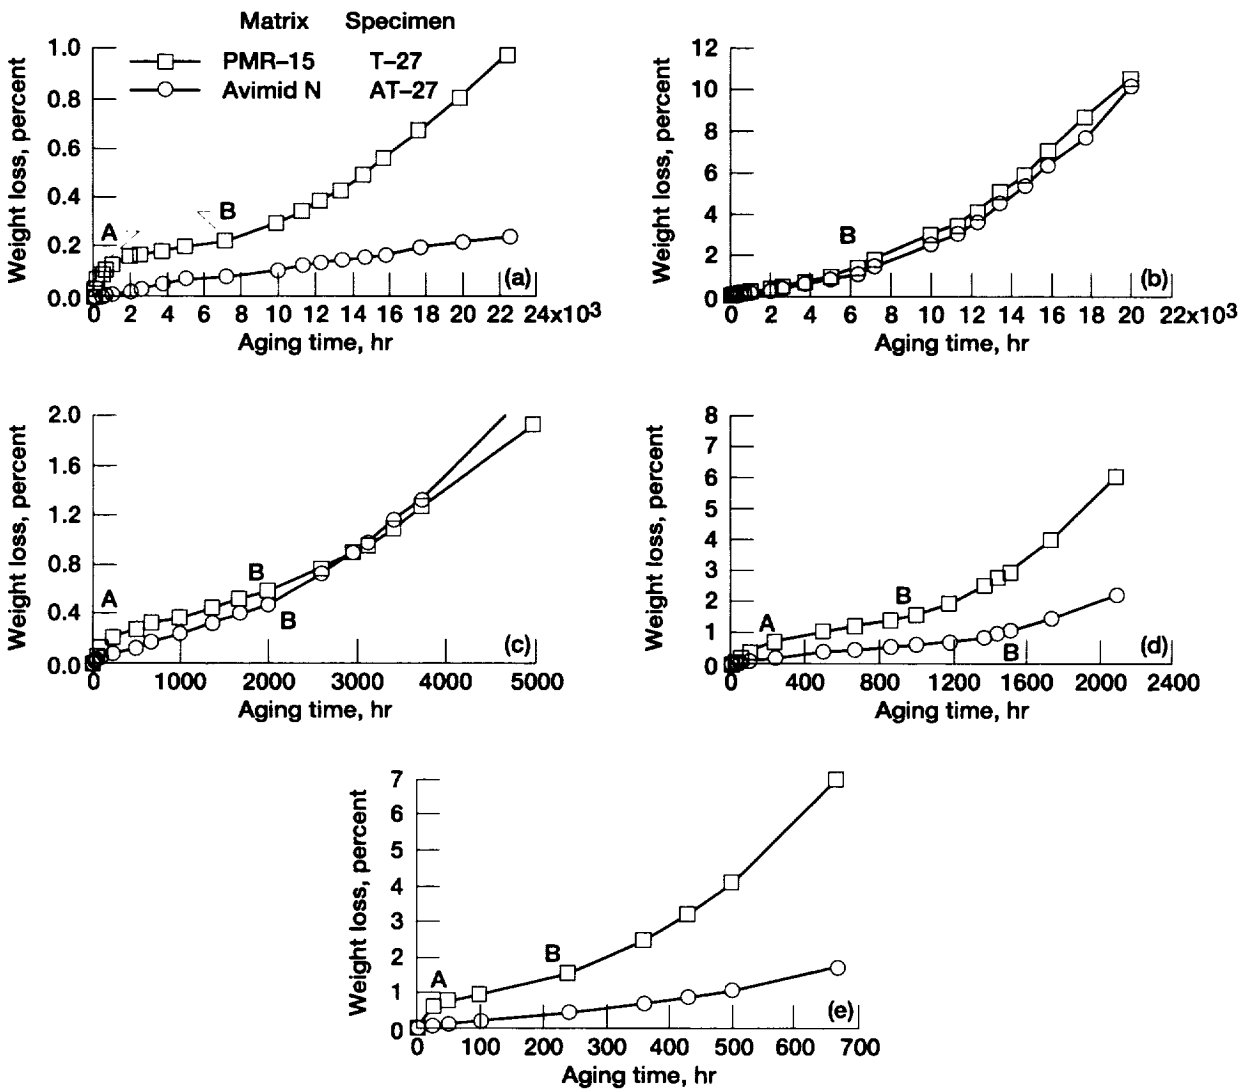 Matrix Specimen
PMR–15 T–27
Avimid N AT–27
Weight loss, percent
1.0
0.8
0.6
0.4
0.2
0.0
A
B
(a)
0 2 4 6 8 10 12 14 16 18 20 22 24x10³
Aging time, hr
Weight loss, percent
12
10
8
6
4
2
0
B
(b)
0 2 4 6 8 10 12 14 16 18 20 22x10³
Aging time, hr
Weight loss, percent
2.0
1.6
1.2
0.8
0.4
0.0
A
B
B
(c)
0 1000 2000 3000 4000 5000
Aging time, hr
Weight loss, percent
8
7
6
5
4
3
2
1
0
A
B
B
(d)
0 400 800 1200 1600 2000 2400
Aging time, hr
Weight loss, percent
7
6
5
4
3
2
1
0
A
B
(e)
0 100 200 300 400 500 600 700
Aging time, hr